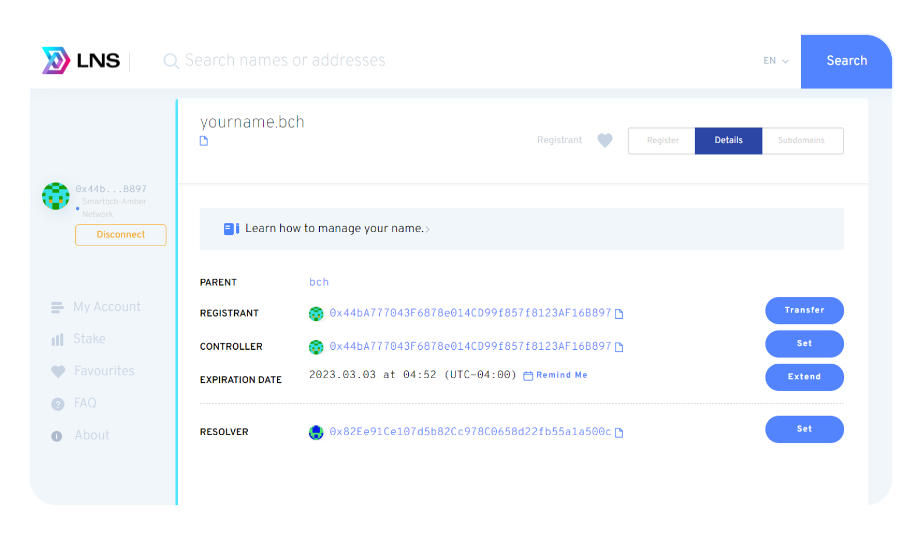 LNS
Search names or addresses
EN
Search
yourname.bch
Registrant
Register
Details
Subdomains
0x44b...B897
Smartbch-Amber
Network
Disconnect
Learn how to manage your name.
My Account
Stake
Favourites
FAQ
About
PARENT bch
REGISTRANT 0x44bA777043F6878e014CD99f857f8123AF16B897 Transfer
CONTROLLER 0x44bA777043F6878e014CD99f857f8123AF16B897 Set
EXPIRATION DATE 2023.03.03 at 04:52 (UTC-04:00) Remind Me Extend
RESOLVER 0x82Ee91Ce107d5b82Cc978C0658d22fb55a1a500c Set